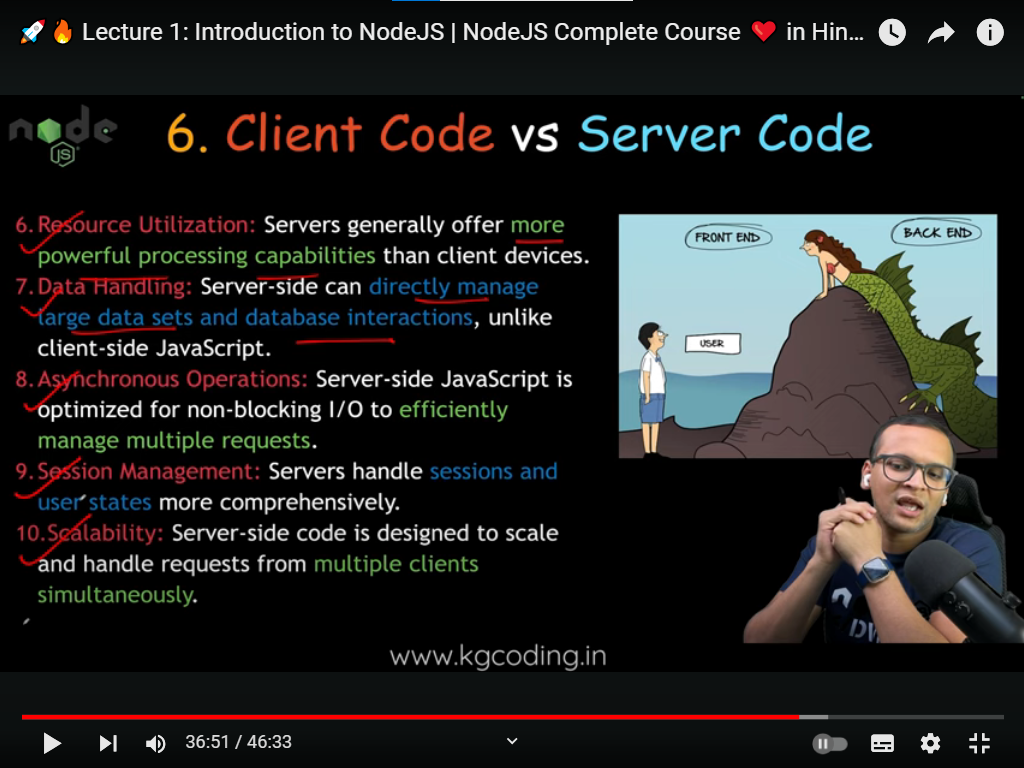 🚀🔥 Lecture 1: Introduction to NodeJS | NodeJS Complete Course ❤️ in Hin...
node
JS
6. Client Code vs Server Code
6. Resource Utilization: Servers generally offer more
powerful processing capabilities than client devices.
7. Data Handling: Server-side can directly manage
large data sets and database interactions, unlike
client-side JavaScript.
8. Asynchronous Operations: Server-side JavaScript is
optimized for non-blocking I/O to efficiently
manage multiple requests.
9. Session Management: Servers handle sessions and
user states more comprehensively.
10.Scalability: Server-side code is designed to scale
and handle requests from multiple clients
simultaneously.
FRONT END
BACK END
USER
www.kgcoding.in
36:51 / 46:33